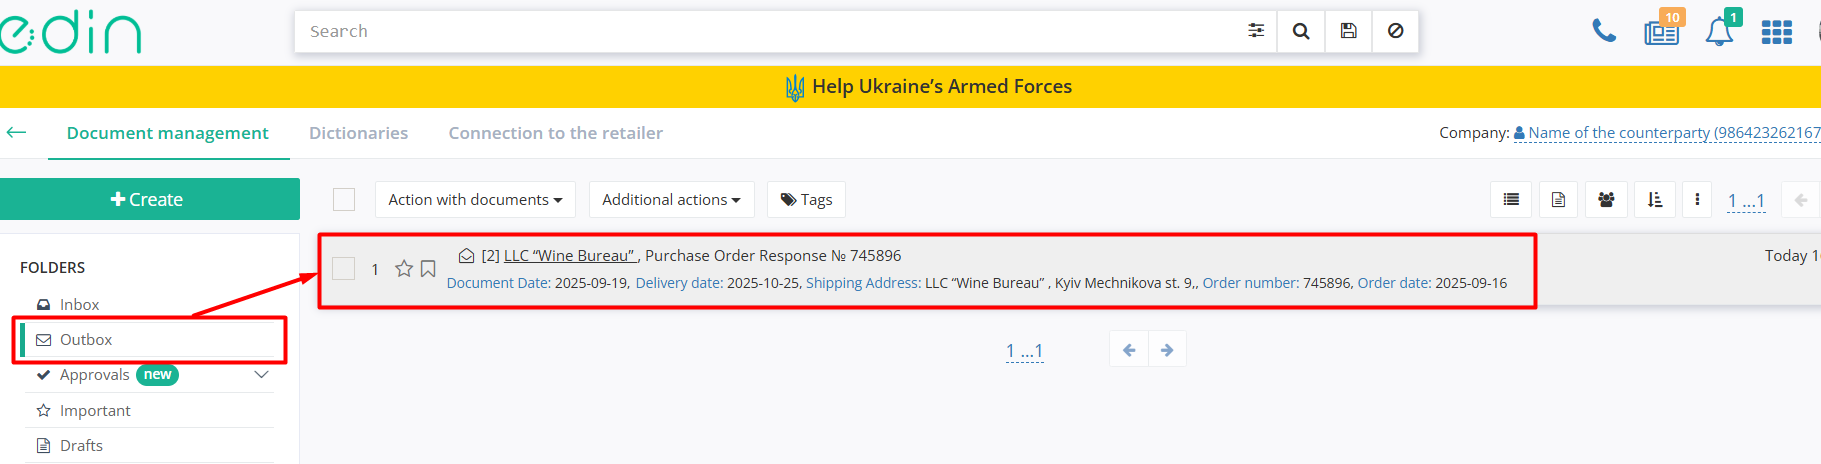 edin
Search
10
1
Help Ukraine’s Armed Forces
Document management
Dictionaries
Connection to the retailer
Company: Name of the counterparty (986423262167
Create
Action with documents
Additional actions
Tags
1 ...1
FOLDERS
1
[2] LLC “Wine Bureau” , Purchase Order Response № 745896
Today 1
Document Date: 2025-09-19, Delivery date: 2025-10-25, Shipping Address: LLC “Wine Bureau” , Kyiv Mechnikova st. 9,, Order number: 745896, Order date: 2025-09-16
Inbox
Outbox
1 ...1
Approvals new
Important
Drafts